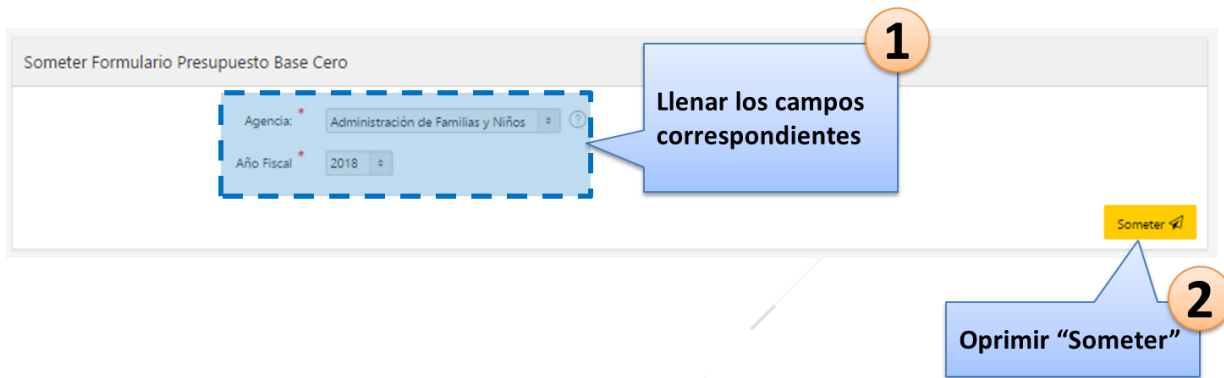 Someter Formulario Presupuesto Base Cero
1
Llenar los campos
correspondientes
Agencia: * Administración de Familias y Niños ?
Año Fiscal * 2018
Someter
2
Oprimir “Someter”